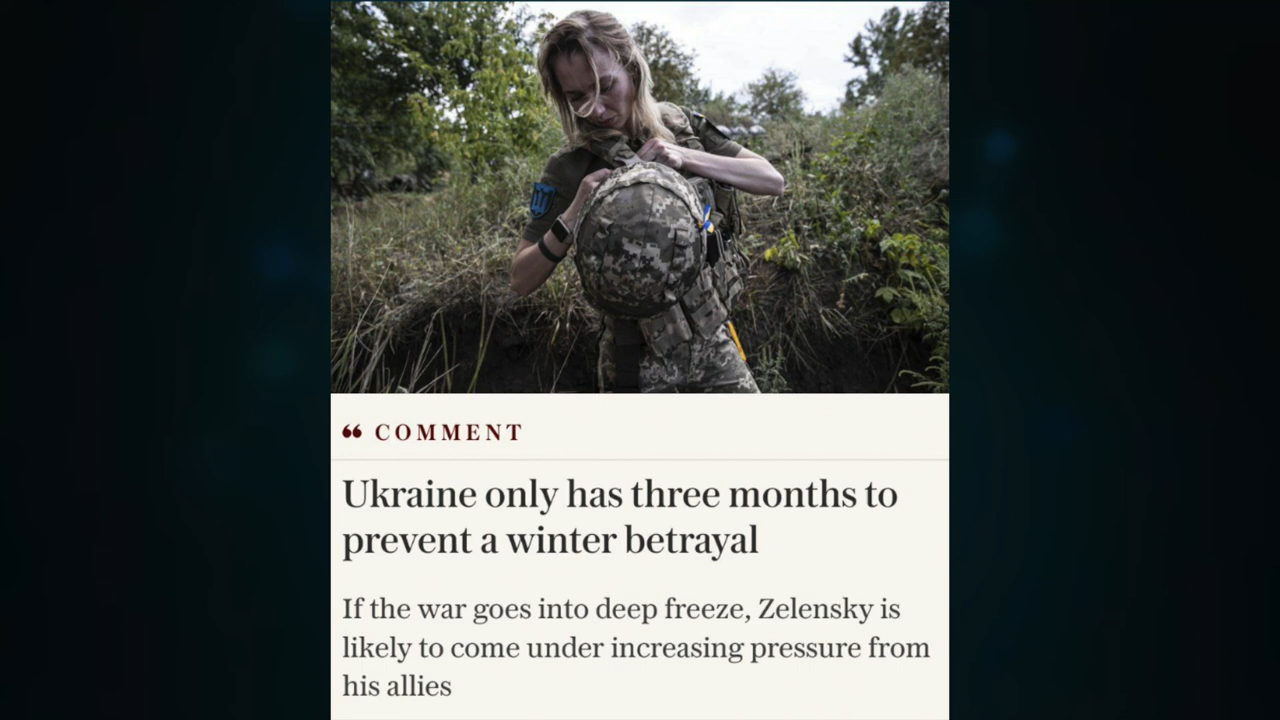 ❝ COMMENT
Ukraine only has three months to
prevent a winter betrayal
If the war goes into deep freeze, Zelensky is
likely to come under increasing pressure from
his allies